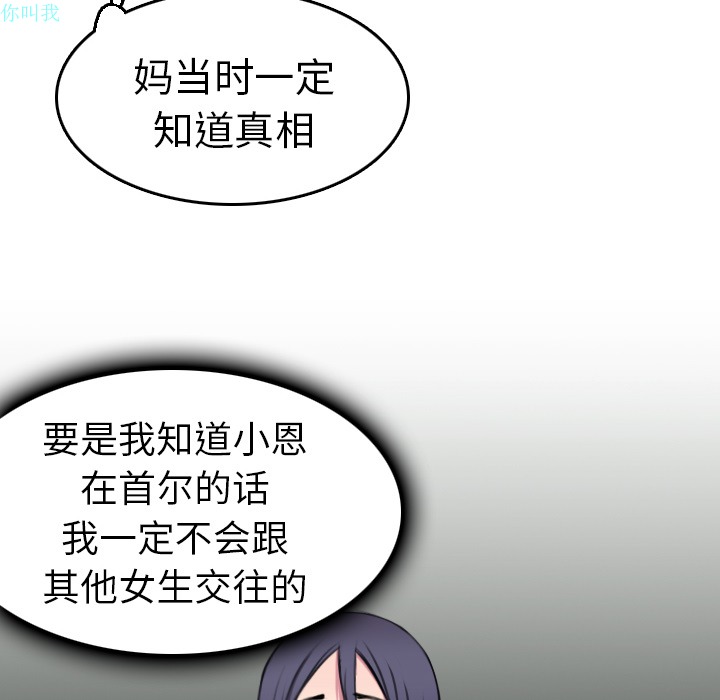 你叫我
妈当时一定
知道真相
要是我知道小恩
在首尔的话
我一定不会跟
其他女生交往的